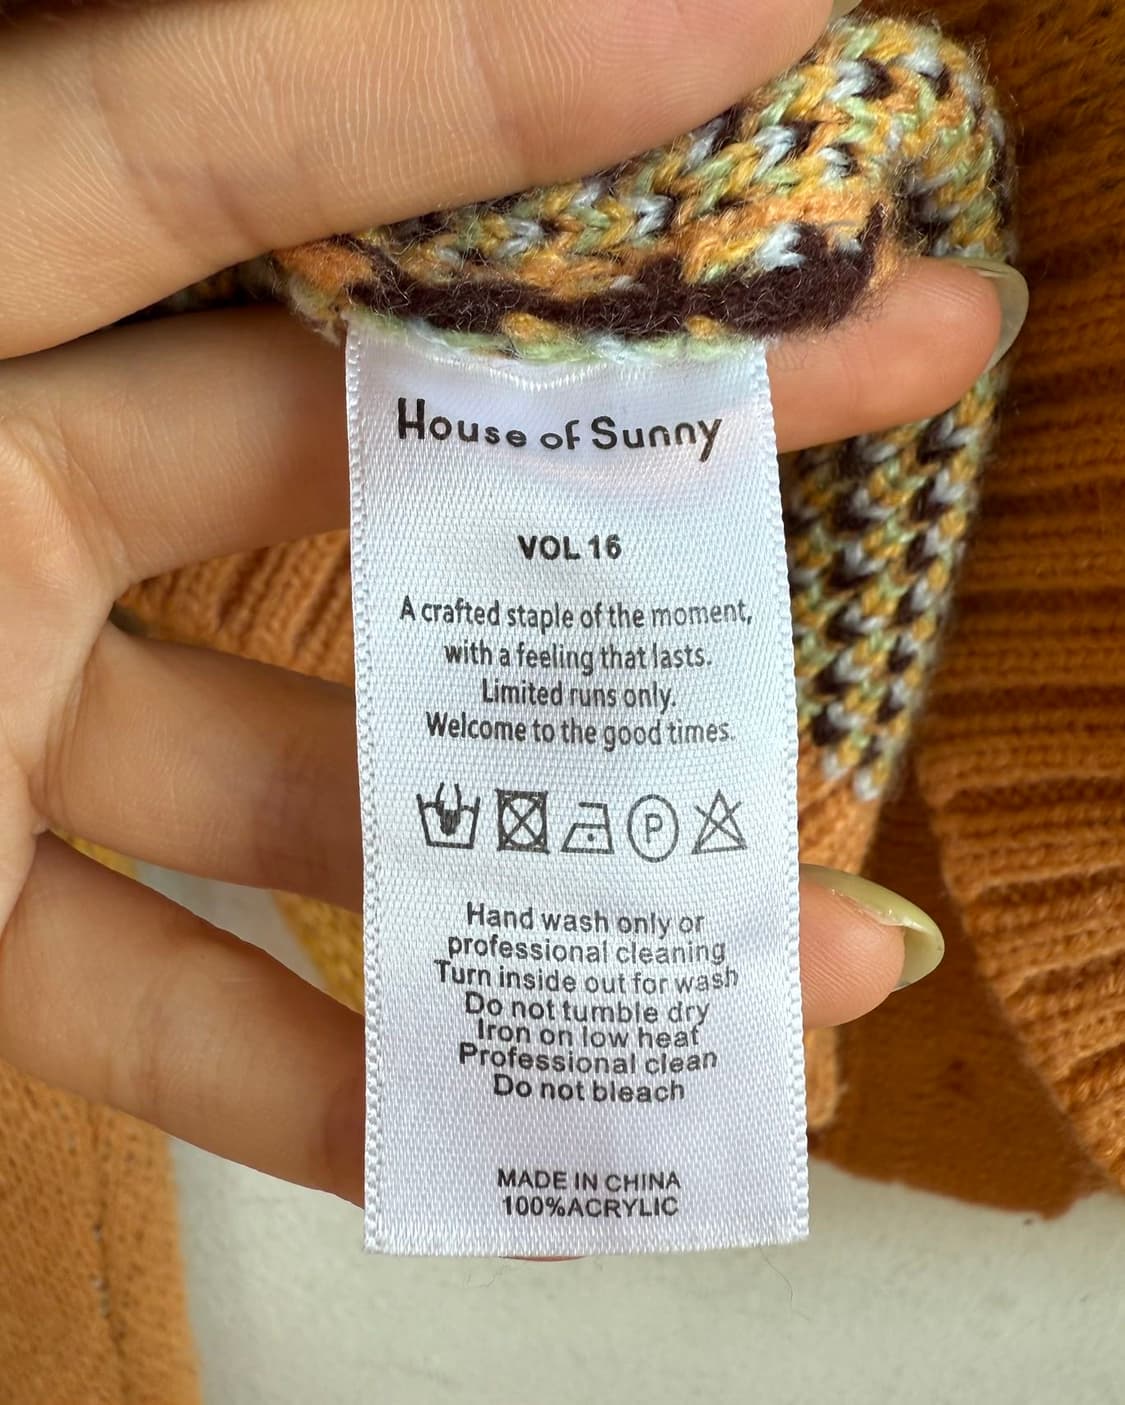 House of Sunny
VOL 16
A crafted staple of the moment,
with a feeling that lasts.
Limited runs only.
Welcome to the good times.
P
Hand wash only or
professional cleaning
Turn inside out for wash
Do not tumble dry
Iron on low heat
Professional clean
Do not bleach
MADE IN CHINA
100%ACRYLIC